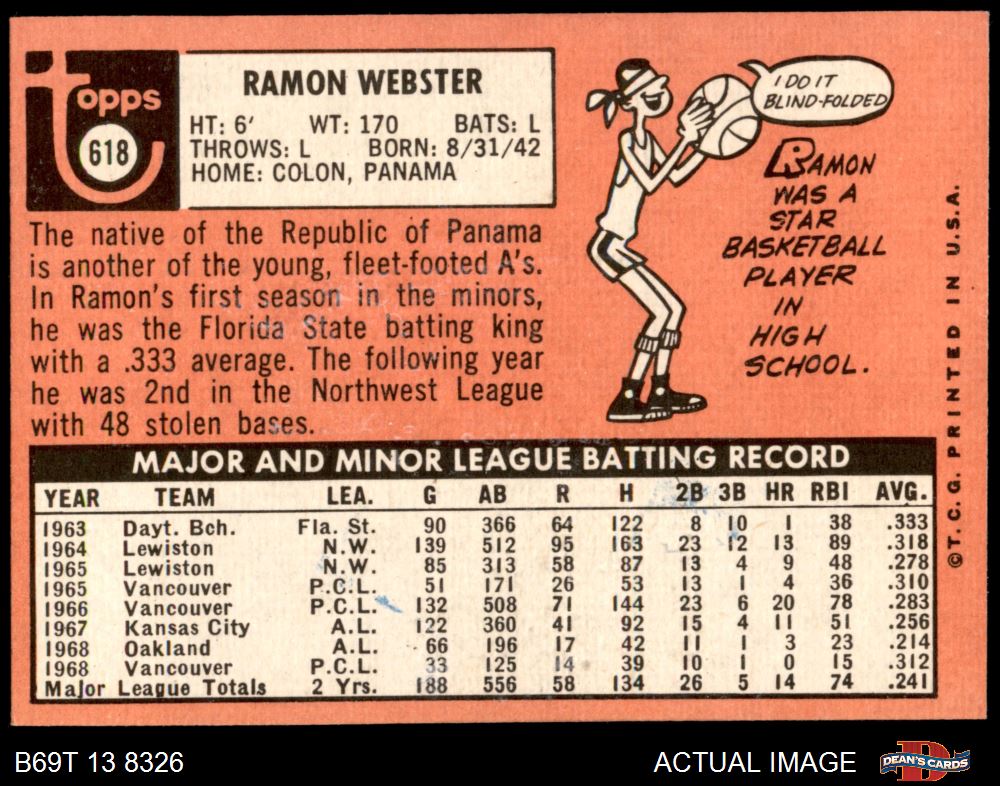 Topps
618
RAMON WEBSTER
HT: 6' WT: 170 BATS: L
THROWS: L BORN: 8/31/42
HOME: COLON, PANAMA
The native of the Republic of Panama
is another of the young, fleet-footed A's.
In Ramon's first season in the minors,
he was the Florida State batting king
with a .333 average. The following year
he was 2nd in the Northwest League
with 48 stolen bases.
I DO IT
BLIND-FOLDED
RAMON
WAS A
STAR
BASKETBALL
PLAYER
IN
HIGH
SCHOOL.
MAJOR AND MINOR LEAGUE BATTING RECORD
YEAR TEAM LEA. G AB R H 2B 3B HR RBI AVG.
1963 Dayt. Bch. Fla. St. 90 366 64 122 8 10 1 38 .333
1964 Lewiston N.W. 139 512 95 163 23 12 13 89 .318
1965 Lewiston N.W. 85 313 58 87 13 4 9 48 .278
1965 Vancouver P.C.L. 51 171 26 53 13 1 4 36 .310
1966 Vancouver P.C.L. 132 508 71 144 23 6 20 78 .283
1967 Kansas City A.L. 122 360 41 92 15 4 11 51 .256
1968 Oakland A.L. 66 196 17 42 11 1 3 23 .214
1968 Vancouver P.C.L. 33 125 14 39 10 1 0 15 .312
Major League Totals 2 Yrs. 188 556 58 134 26 5 14 74 .241
©T.C.G. PRINTED IN U.S.A.
B69T 13 8326
ACTUAL IMAGE
DEAN'S CARDS